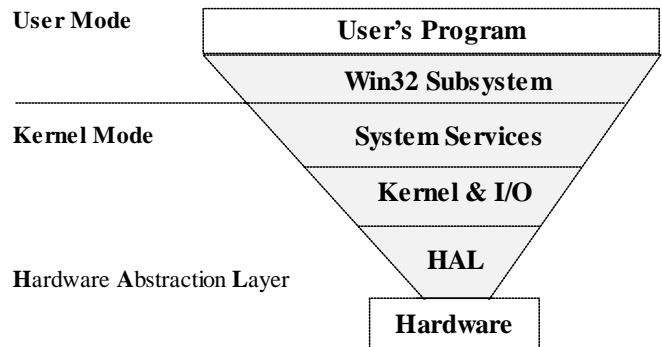 User Mode
User's Program
Win32 Subsystem
Kernel Mode
System Services
Kernel & I/O
HAL
Hardware Abstraction Layer
Hardware